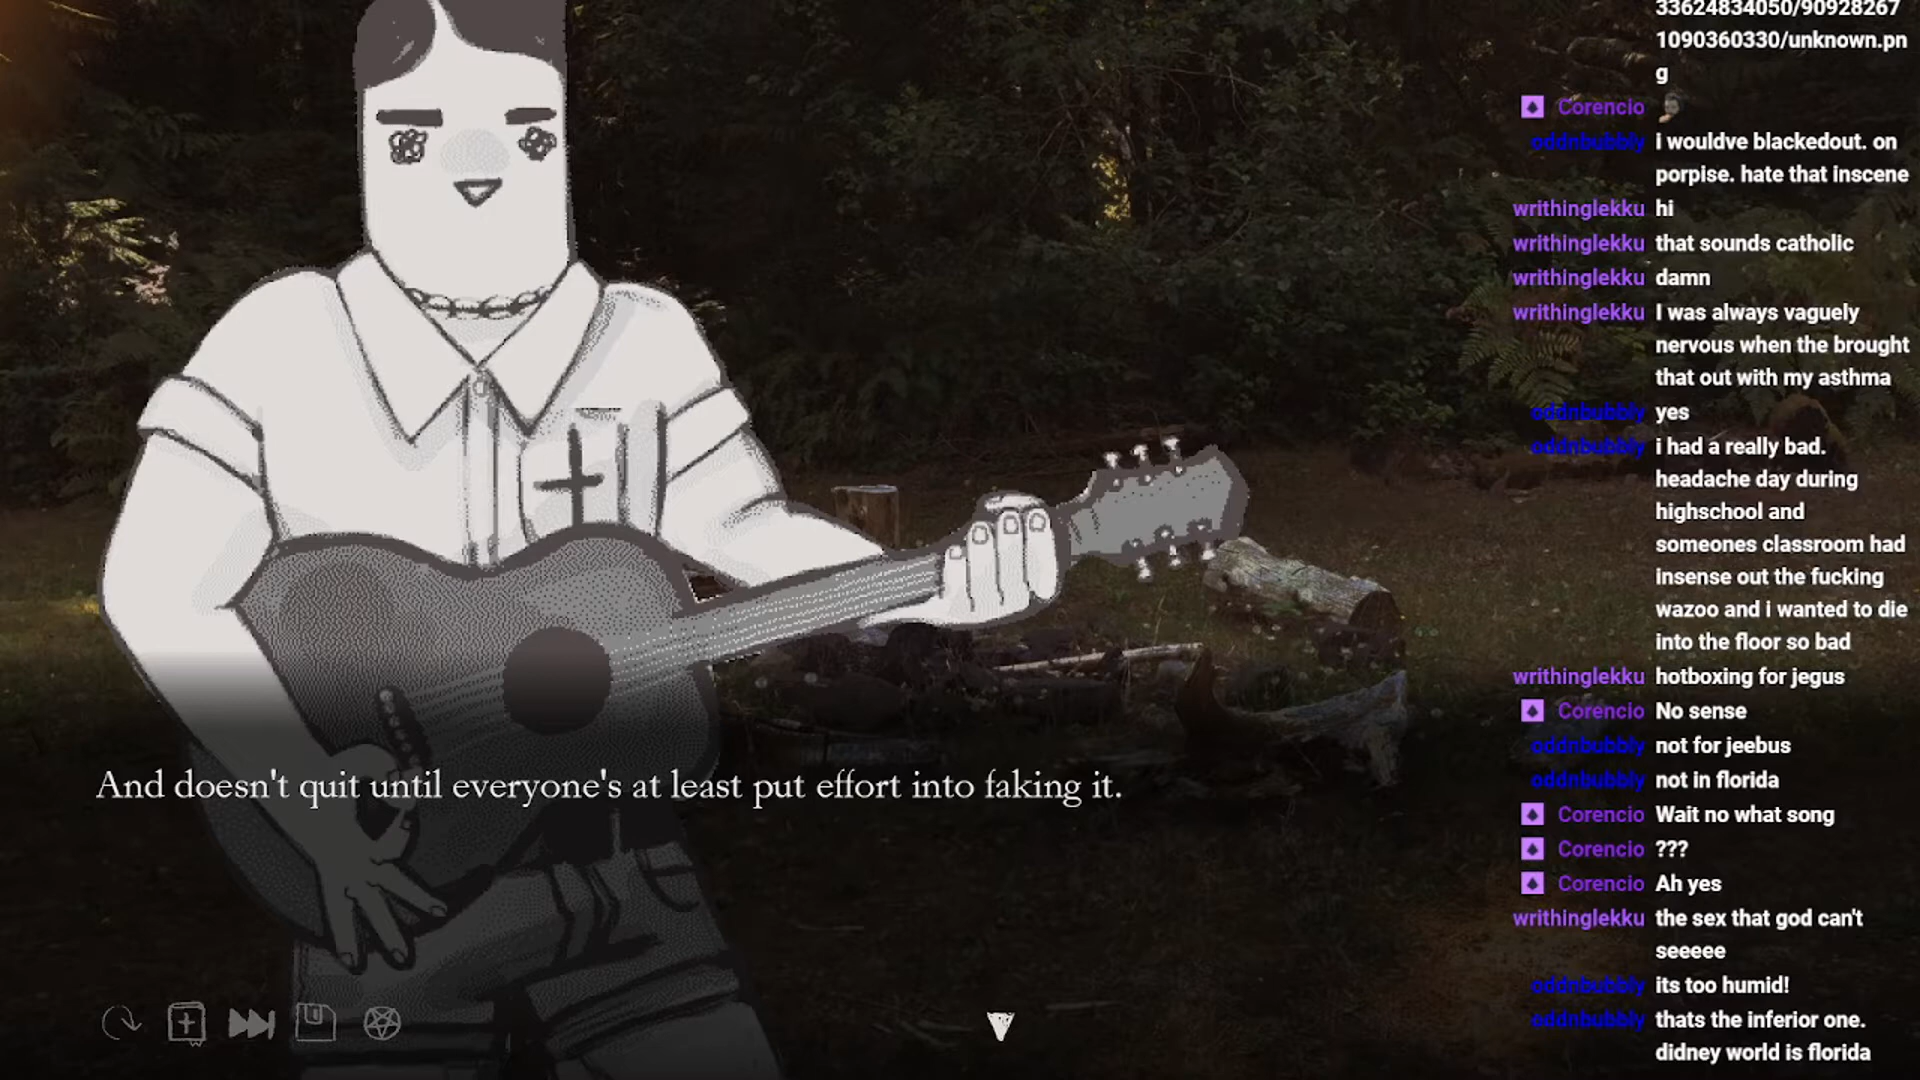 And doesn't quit until everyone's at least put effort into faking it.
33624834050/90928267
1090360330/unknown.pn
g
Corencio
oddnbubbly i wouldve blackedout. on
porpise. hate that inscene
writhinglekku hi
writhinglekku that sounds catholic
writhinglekku damn
writhinglekku I was always vaguely
nervous when the brought
that out with my asthma
oddnbubbly yes
oddnbubbly i had a really bad.
headache day during
highschool and
someones classroom had
insense out the fucking
wazoo and i wanted to die
into the floor so bad
writhinglekku hotboxing for jegus
Corencio No sense
oddnbubbly not for jeebus
oddnbubbly not in florida
Corencio Wait no what song
Corencio ???
Corencio Ah yes
writhinglekku the sex that god can't
seeeee
oddnbubbly its too humid!
oddnbubbly thats the inferior one.
didney world is florida